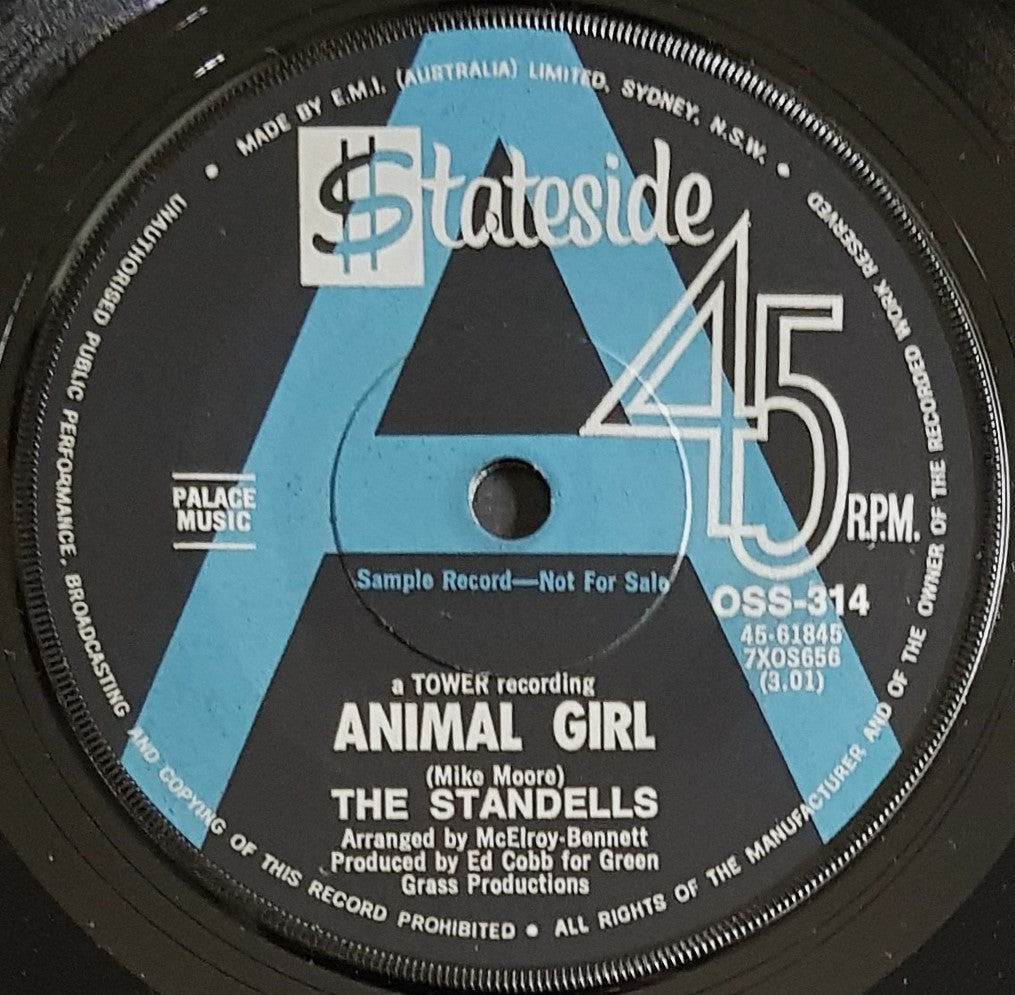 MADE BY E.M.I. (AUSTRALIA) LIMITED, SYDNEY, N.S.W. •
UNAUTHORISED PUBLIC PERFORMANCE, BROADCASTING AND COPYING OF THIS RECORD PROHIBITED • ALL RIGHTS OF THE MANUFACTURER AND OF THE OWNER OF THE RECORDED WORK RESERVED
A
$tateside
45 R.P.M.
PALACE
MUSIC
Sample Record—Not For Sale
OSS-314
45-61845
7XOS656
(3.01)
a TOWER recording
ANIMAL GIRL
(Mike Moore)
THE STANDELLS
Arranged by McElroy-Bennett
Produced by Ed Cobb for Green
Grass Productions